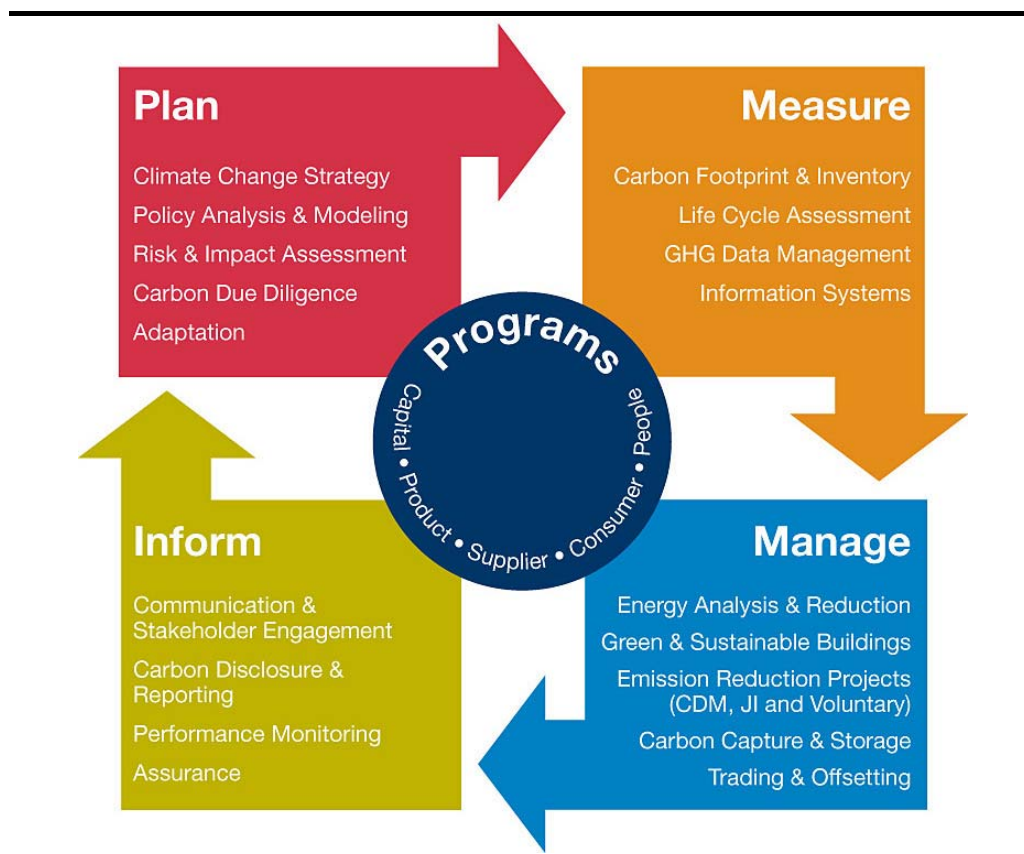 Plan
Climate Change Strategy
Policy Analysis & Modeling
Risk & Impact Assessment
Carbon Due Diligence
Adaptation
Measure
Carbon Footprint & Inventory
Life Cycle Assessment
GHG Data Management
Information Systems
Programs
Capital • Product • Supplier • Consumer • People
Inform
Communication &
Stakeholder Engagement
Carbon Disclosure &
Reporting
Performance Monitoring
Assurance
Manage
Energy Analysis & Reduction
Green & Sustainable Buildings
Emission Reduction Projects
(CDM, JI and Voluntary)
Carbon Capture & Storage
Trading & Offsetting